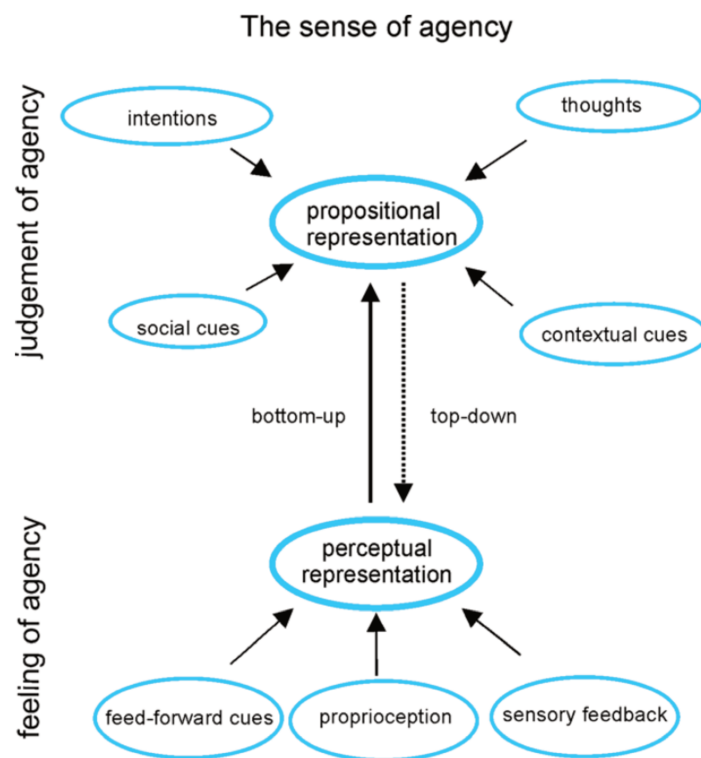 The sense of agency
judgement of agency
intentions
thoughts
propositional
representation
social cues
contextual cues
bottom-up
top-down
feeling of agency
perceptual
representation
feed-forward cues
proprioception
sensory feedback